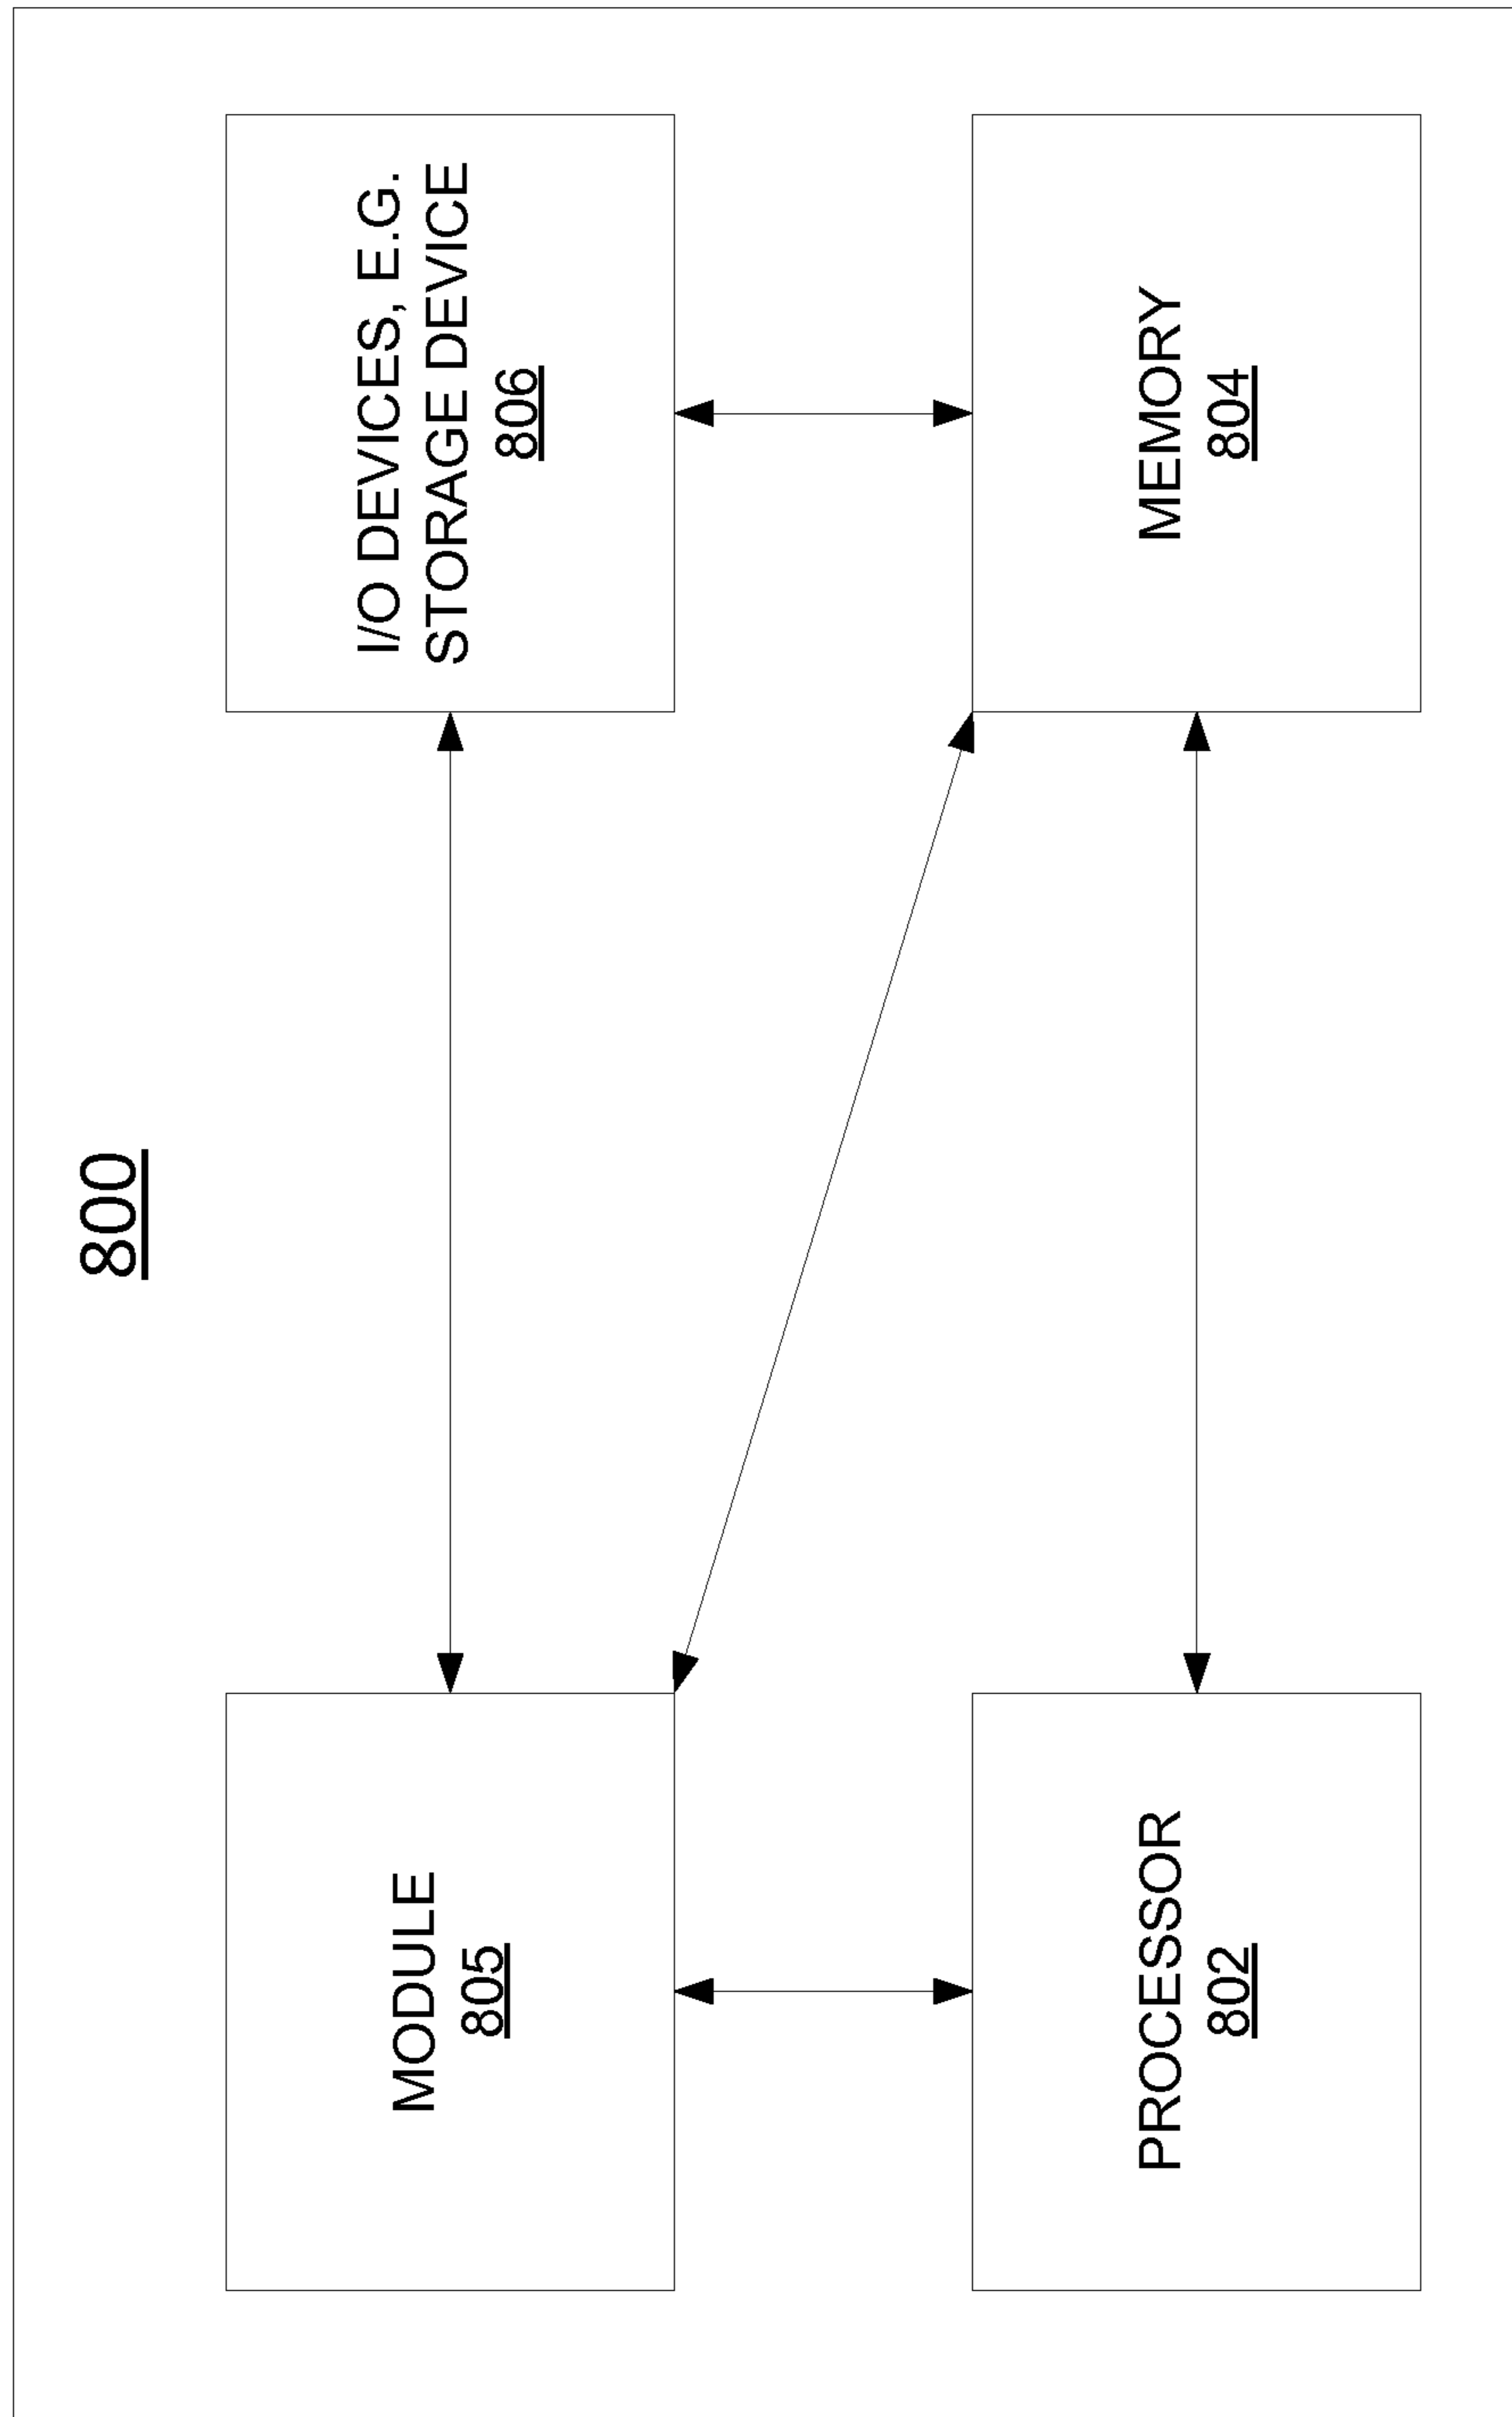 800
MODULE
805
I/O DEVICES, E.G.
STORAGE DEVICE
806
PROCESSOR
802
MEMORY
804